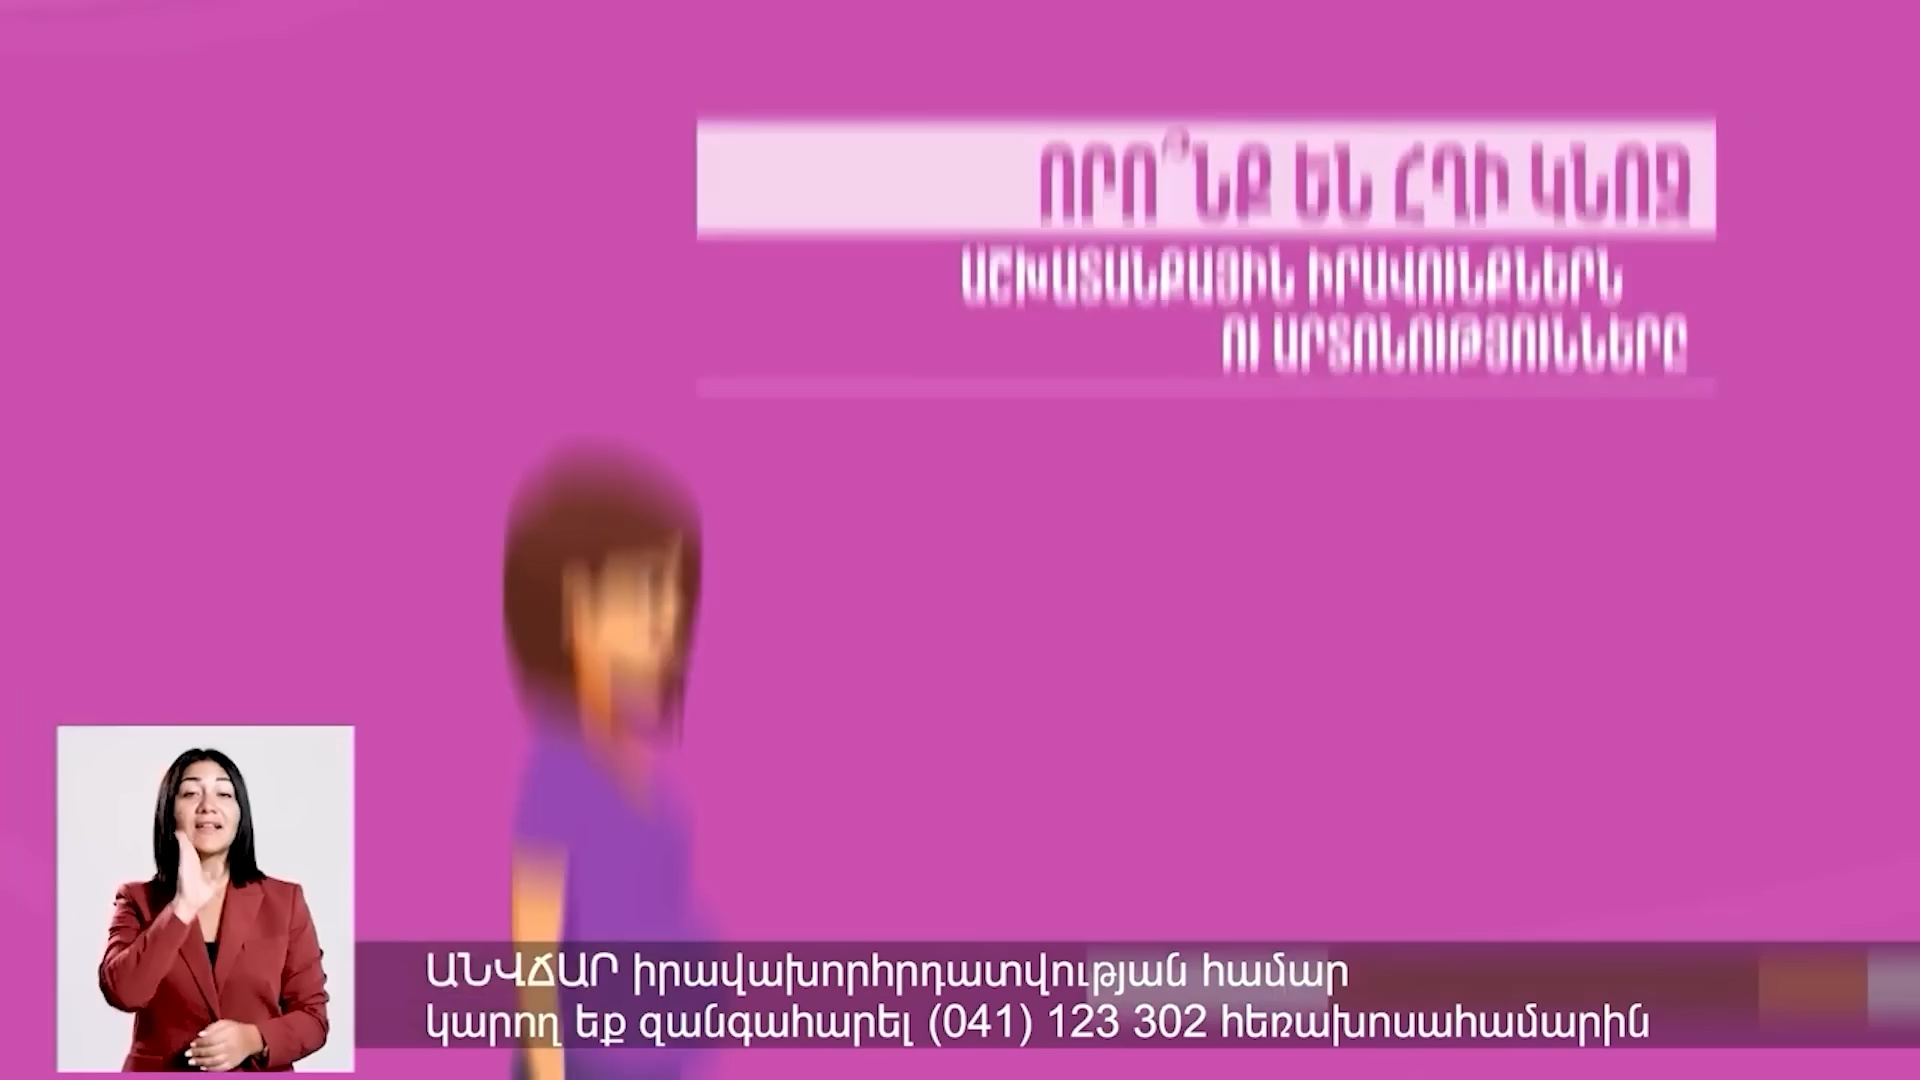 ՈՐՈ՞ՆՔ ԵՆ ՀՂԻ ԿՆՈՋ
ԱՇԽԱՏԱՆՔԱՅԻՆ ԻՐԱՎՈՒՆՔՆԵՐՆ
ՈՒ ԱՐՏՈՆՈՒԹՅՈՒՆՆԵՐԸ
ԱՆՎՃԱՐ իրավախորհրդատվության համար
կարող եք զանգահարել (041) 123 302 հեռախոսահամարին